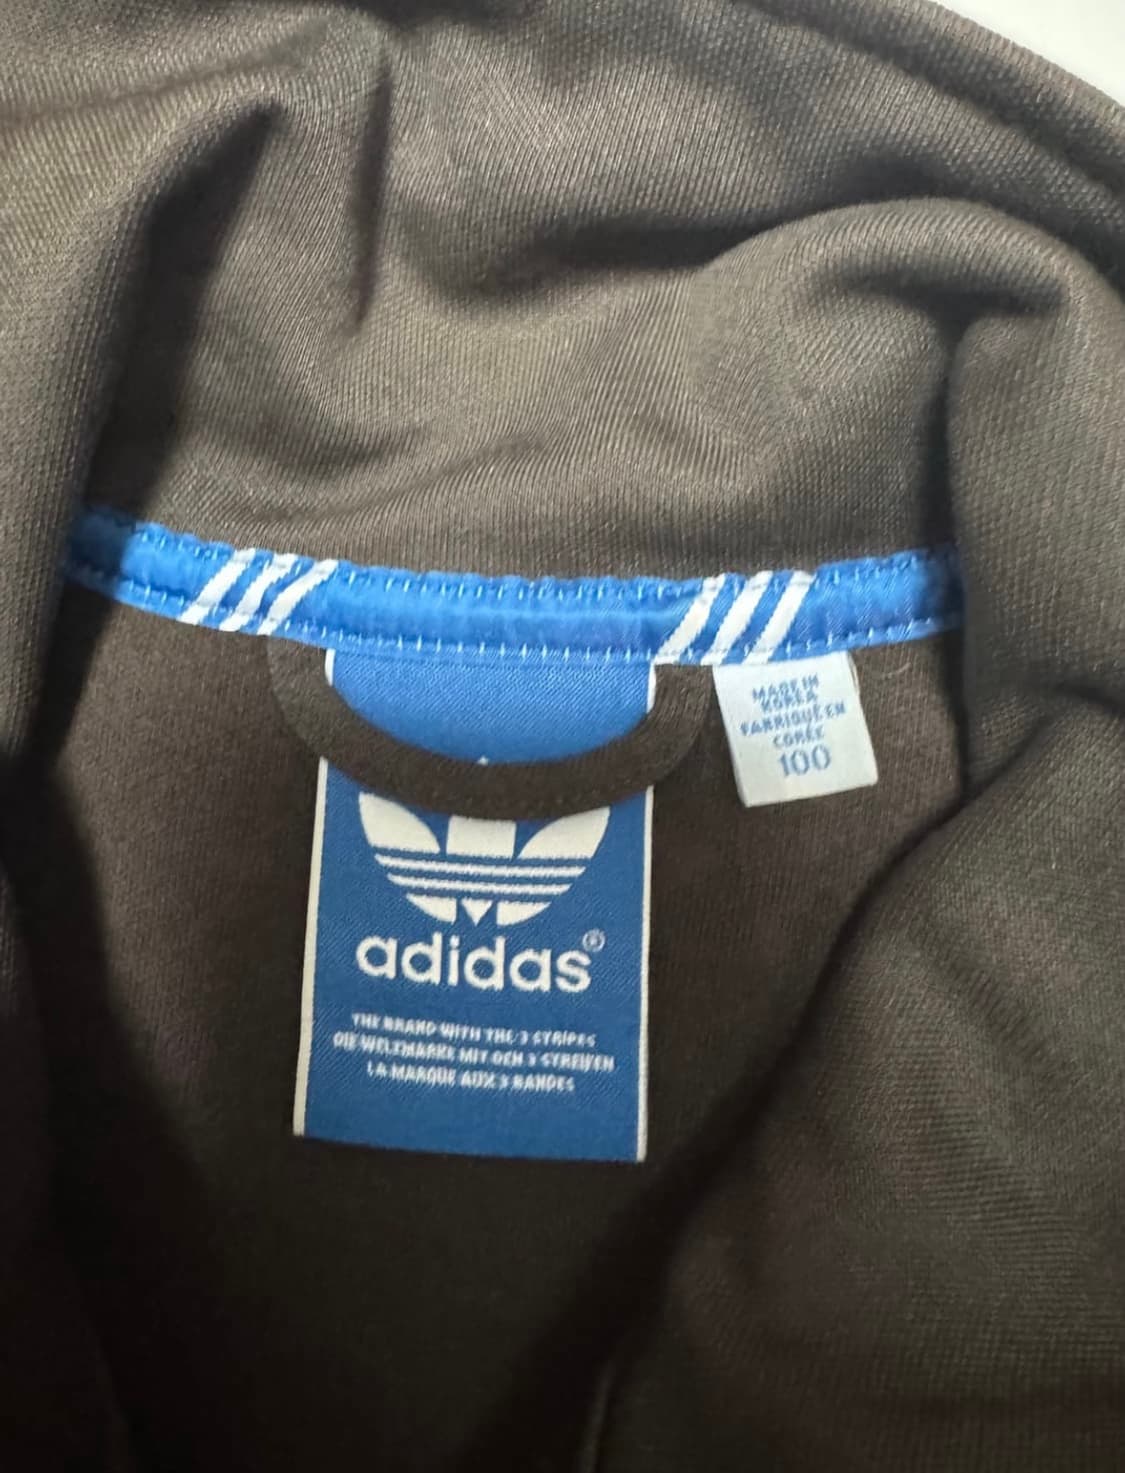 adidas®
THE BRAND WITH THE 3 STRIPES
DIE WELTMARKE MIT DEN 3 STREIFEN
LA MARQUE AUX 3 BANDES
MADE IN
KOREA
FABRIQUÉ EN
CORÉE
100